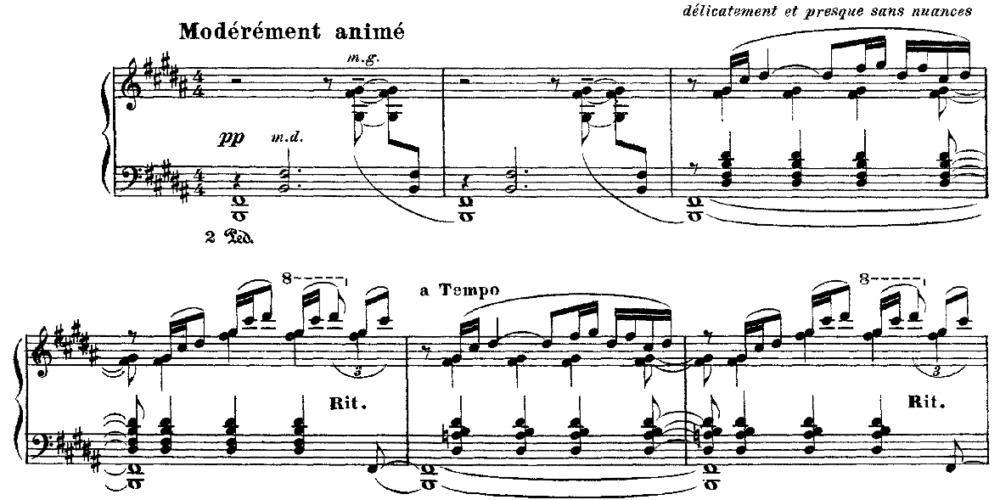 délicatement et presque sans nuances
Modérément animé
m.g.
pp m.d.
2 Ped.
8
8
a Tempo
3
3
Rit.
Rit.